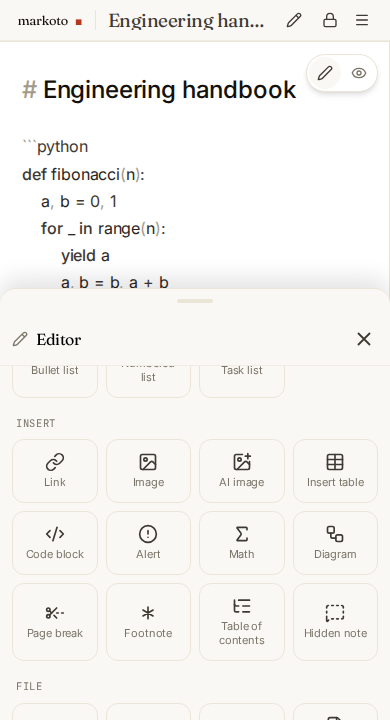 markoto
Engineering han...
# Engineering handbook
```python
def fibonacci(n):
a, b = 0, 1
for _ in range(n):
yield a
a, b = b, a + b
Editor
Bullet list
Numbered list
Task list
INSERT
Link
Image
AI image
Insert table
Code block
Alert
Math
Diagram
Page break
Footnote
Table of
contents
Hidden note
FILE